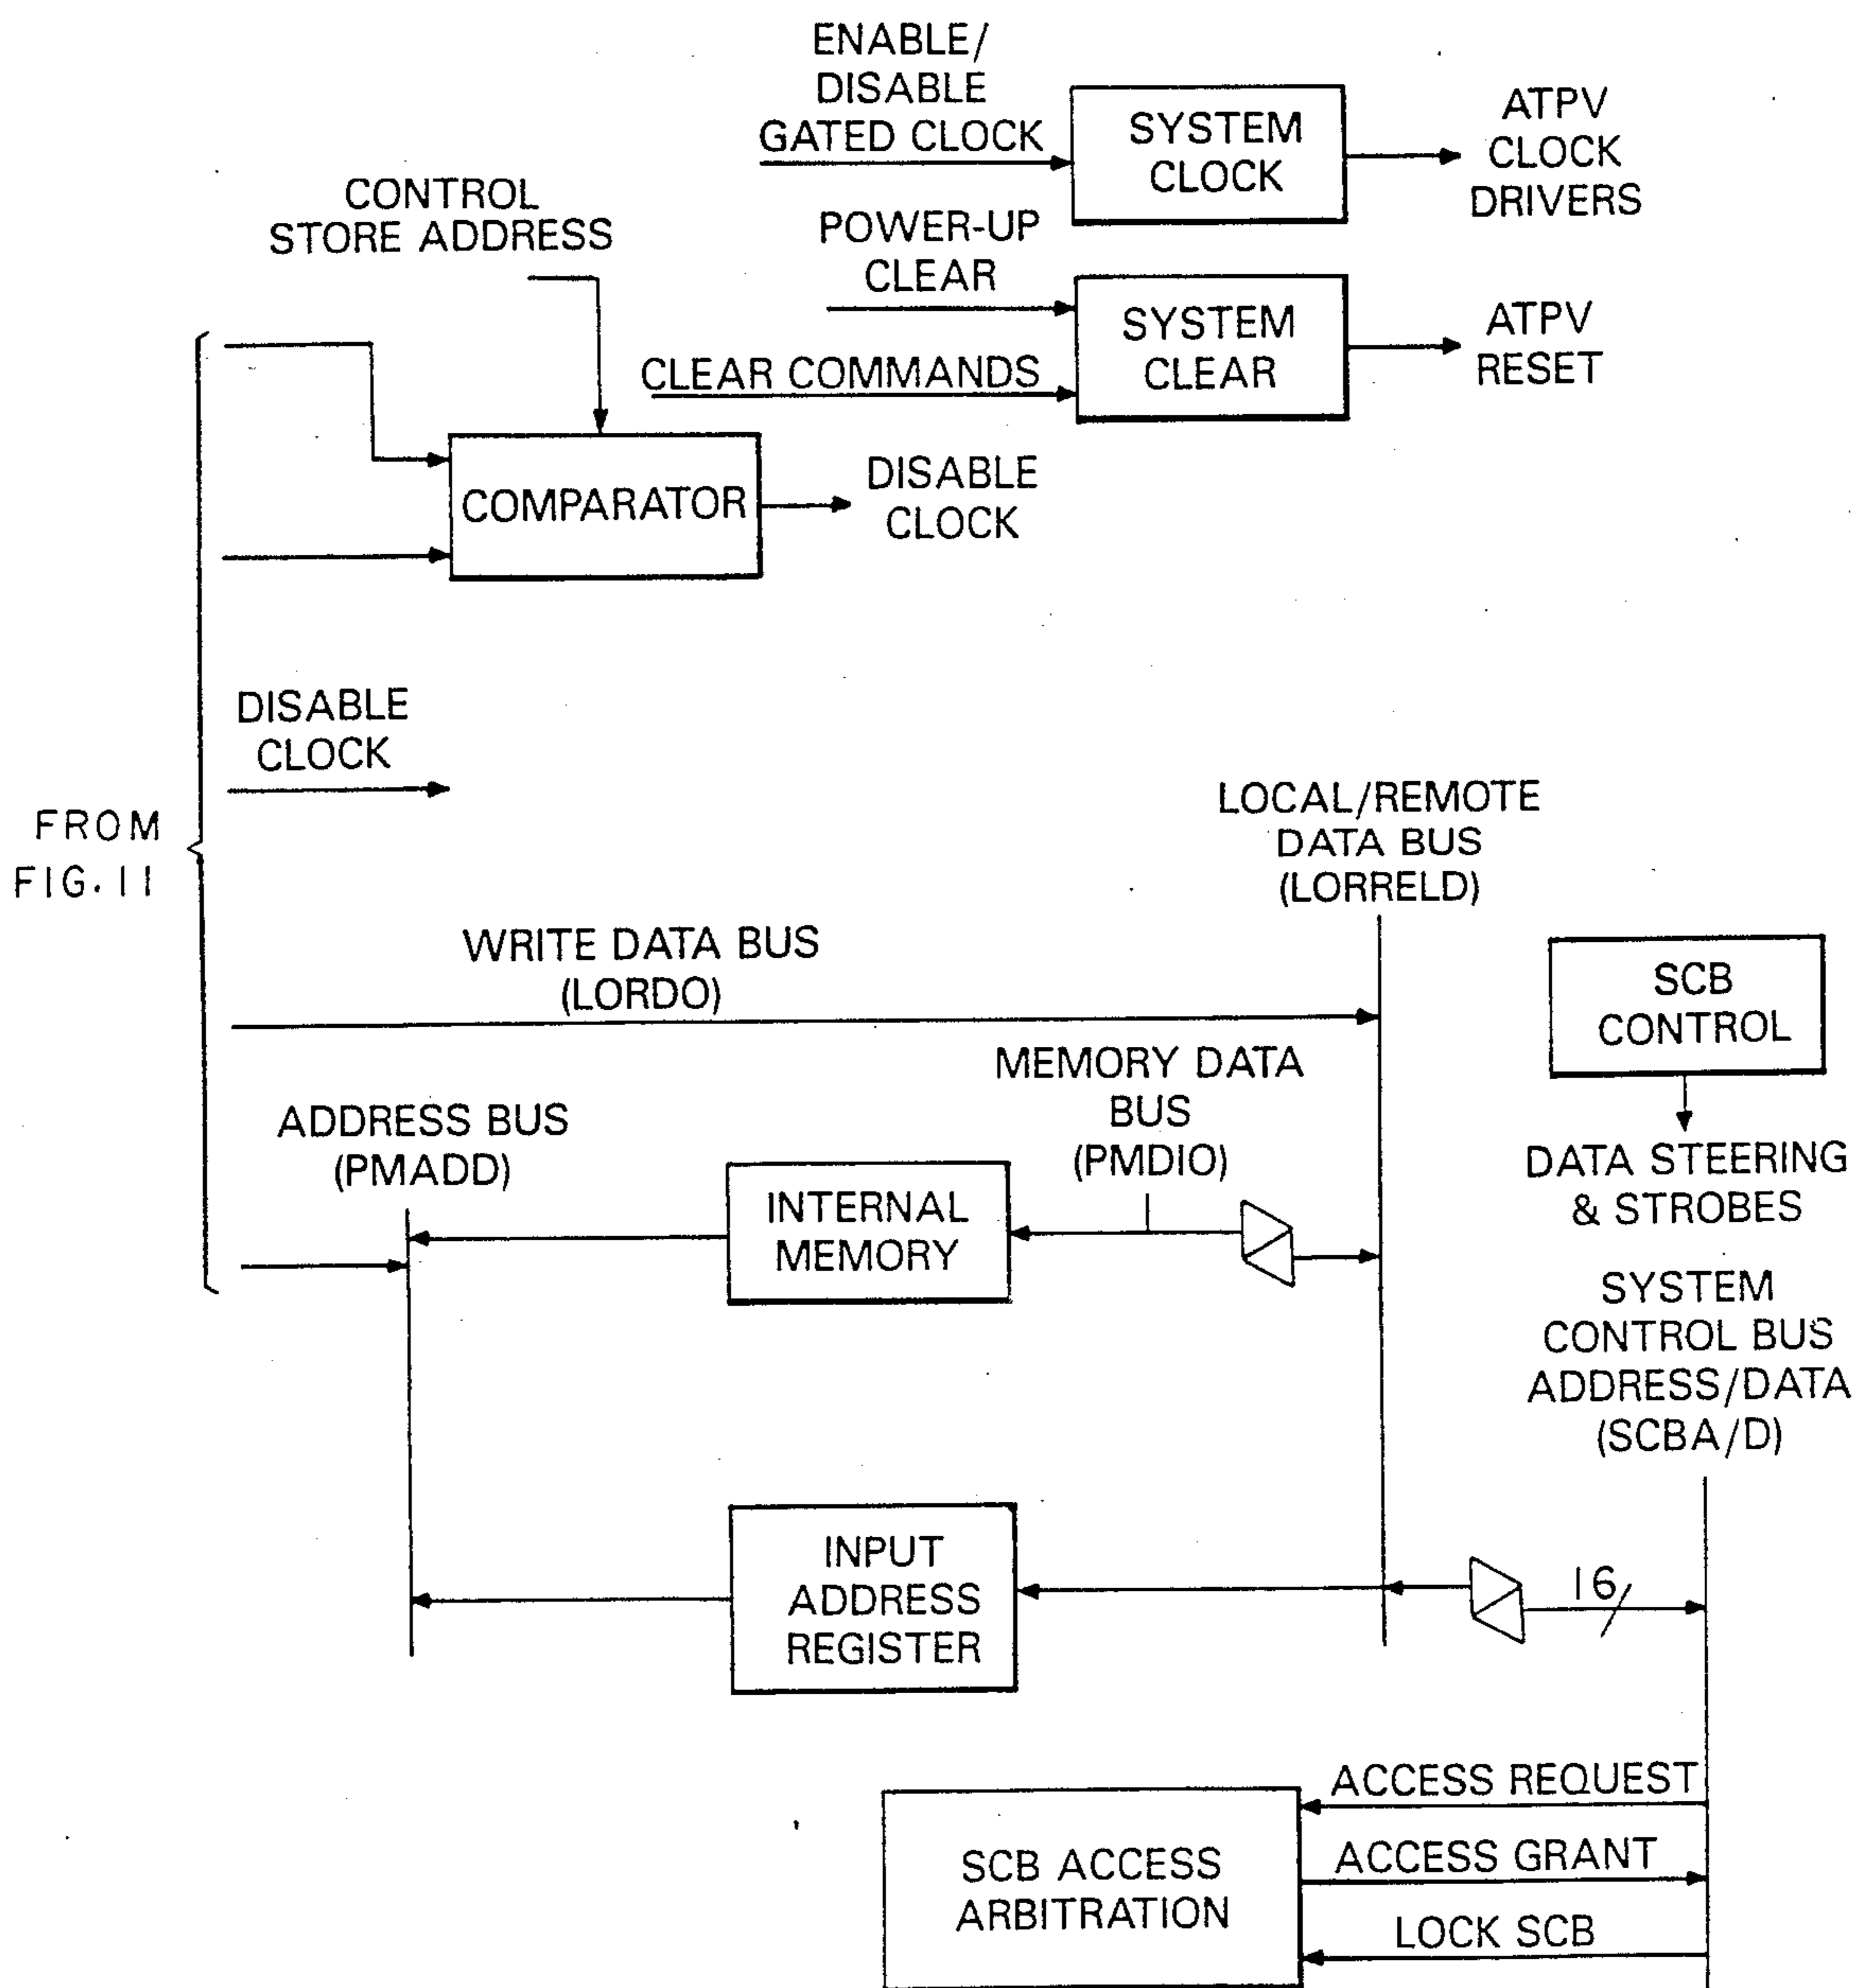 ENABLE/
DISABLE
GATED CLOCK
SYSTEM
CLOCK
ATPV
CLOCK
DRIVERS
CONTROL
STORE ADDRESS
POWER-UP
CLEAR
CLEAR COMMANDS
SYSTEM
CLEAR
ATPV
RESET
COMPARATOR
DISABLE
CLOCK
DISABLE
CLOCK
FROM
FIG. 11
LOCAL/REMOTE
DATA BUS
(LORRELD)
WRITE DATA BUS
(LORDO)
SCB
CONTROL
MEMORY DATA
BUS
(PMDIO)
ADDRESS BUS
(PMADD)
INTERNAL
MEMORY
DATA STEERING
& STROBES
SYSTEM
CONTROL BUS
ADDRESS/DATA
(SCBA/D)
INPUT
ADDRESS
REGISTER
16
ACCESS REQUEST
SCB ACCESS
ARBITRATION
ACCESS GRANT
LOCK SCB